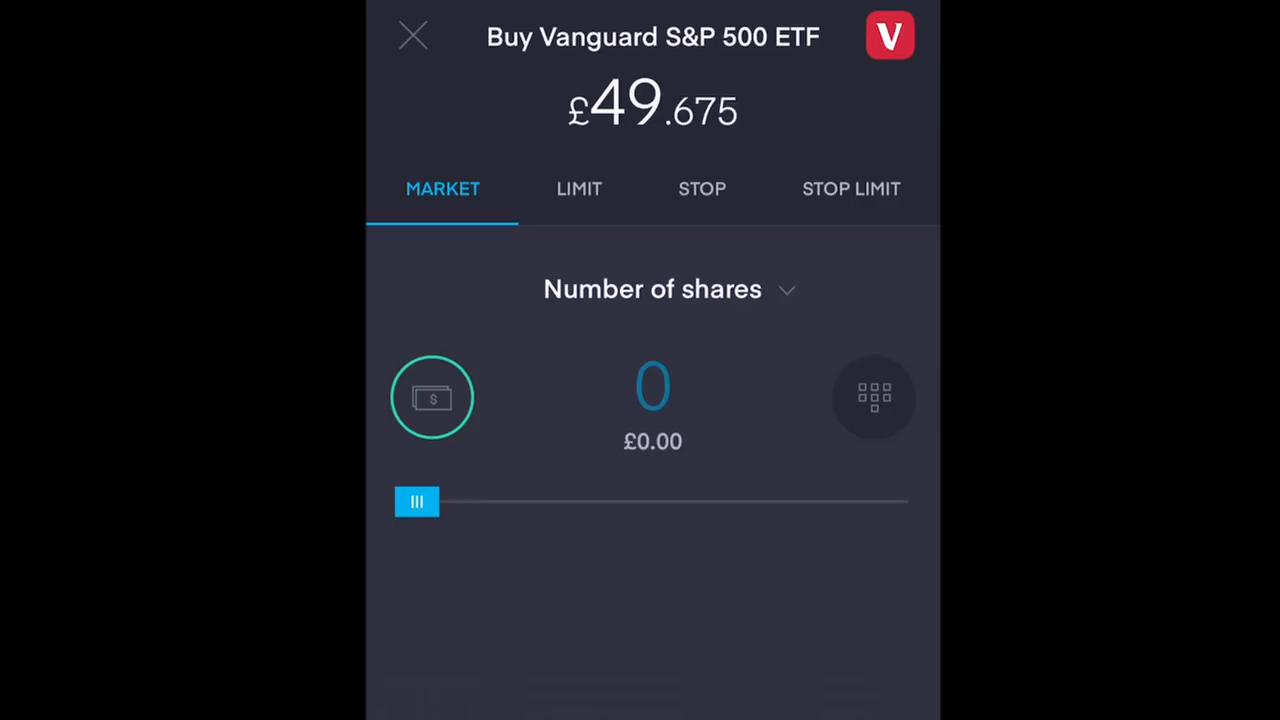 Buy Vanguard S&P 500 ETF
V
£49.675
MARKET LIMIT STOP STOP LIMIT
Number of shares
$
0
£0.00